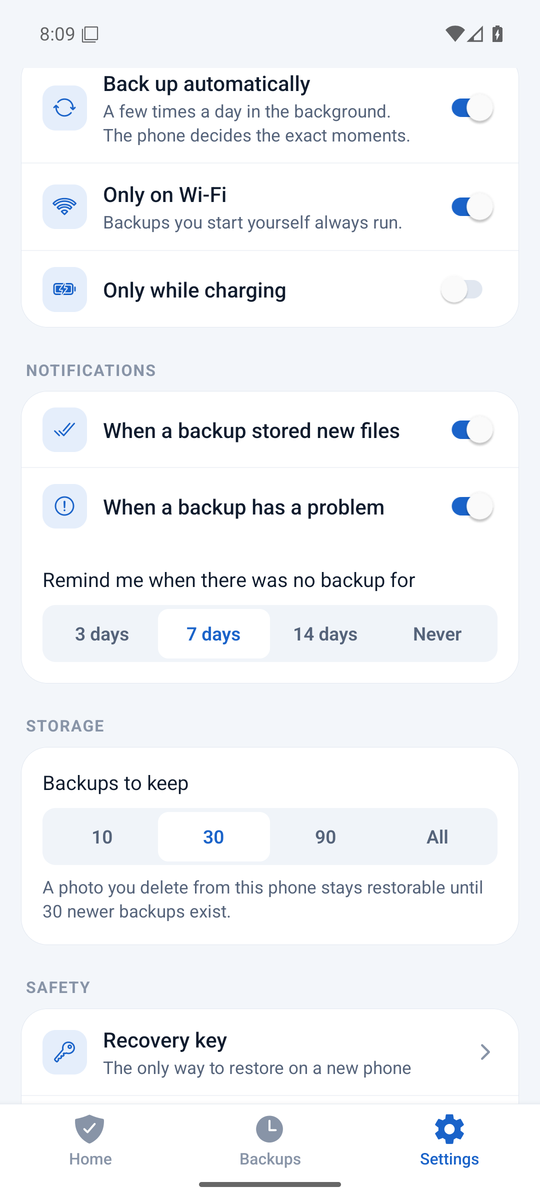 8:09
Back up automatically
A few times a day in the background.
The phone decides the exact moments.
Only on Wi-Fi
Backups you start yourself always run.
Only while charging
NOTIFICATIONS
When a backup stored new files
When a backup has a problem
Remind me when there was no backup for
3 days 7 days 14 days Never
STORAGE
Backups to keep
10 30 90 All
A photo you delete from this phone stays restorable until
30 newer backups exist.
SAFETY
Recovery key
The only way to restore on a new phone
Home Backups Settings